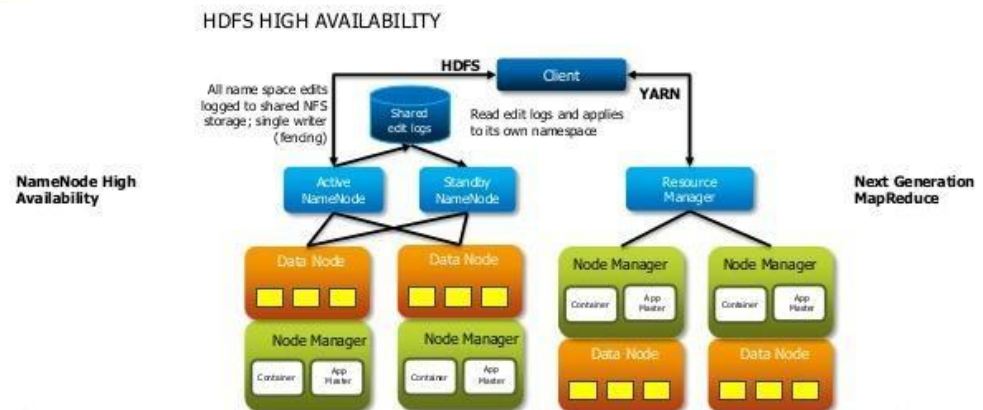 HDFS HIGH AVAILABILITY
HDFS
Client
YARN
All name space edits
logged to shared NFS
storage; single writer
(fencing)
Shared
edit logs
Read edit logs and applies
to its own namespace
NameNode High
Availability
Active
NameNode
Standby
NameNode
Resource
Manager
Next Generation
MapReduce
Data Node
Data Node
Node Manager
Container
App
Master
Node Manager
Container
App
Master
Node Manager
Container
App
Master
Node Manager
Container
App
Master
Data Node
Data Node